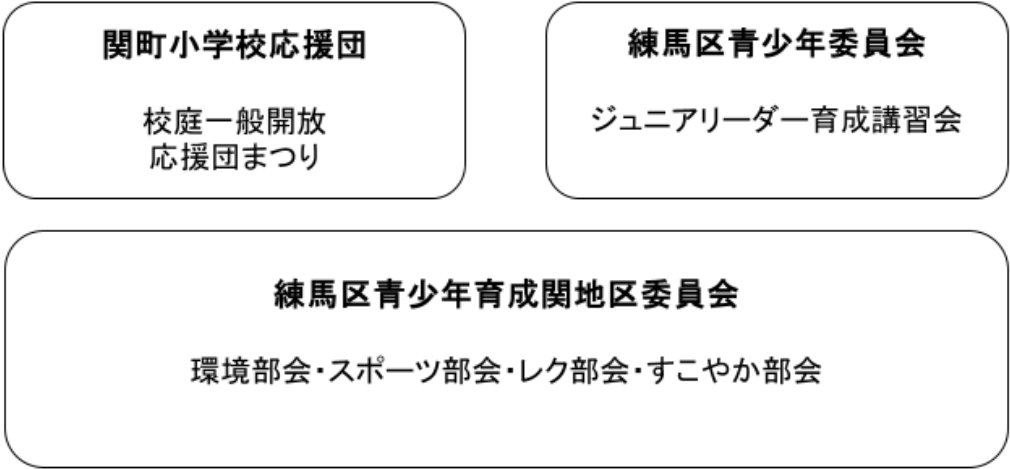 関町小学校応援団
校庭一般開放
応援団まつり
練馬区青少年委員会
ジュニアリーダー育成講習会
練馬区青少年育成関地区委員会
環境部会・スポーツ部会・レク部会・すこやか部会